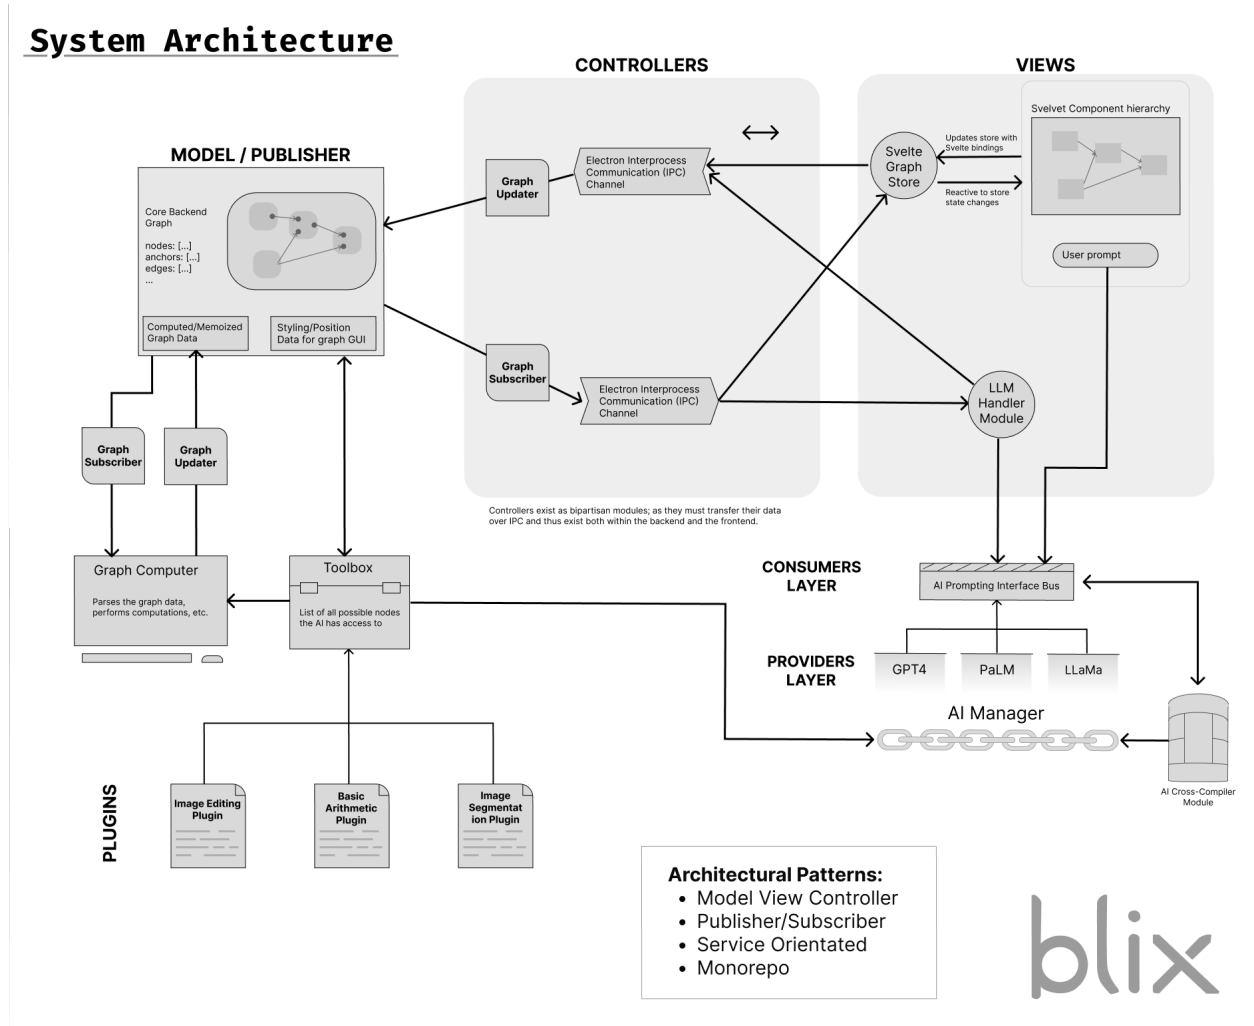 System Architecture
CONTROLLERS
VIEWS
MODEL / PUBLISHER
Core Backend
Graph
nodes: [...]
anchors: [...]
edges: [...]
...
Computed/Memoized
Graph Data
Styling/Position
Data for graph GUI
Graph
Updater
Electron Interprocess
Communication (IPC)
Channel
Graph
Subscriber
Electron Interprocess
Communication (IPC)
Channel
Svelte
Graph
Store
Updates store with
Svelte bindings
Reactive to store
state changes
Svelvet Component hierarchy
User prompt
LLM
Handler
Module
Controllers exist as bipartisan modules; as they must transfer their data
over IPC and thus exist both within the backend and the frontend.
Graph
Subscriber
Graph
Updater
Graph Computer
Parses the graph data,
performs computations, etc.
Toolbox
List of all possible nodes
the AI has access to
CONSUMERS
LAYER
AI Prompting Interface Bus
PROVIDERS
LAYER
GPT4
PaLM
LLaMa
AI Manager
AI Cross-Compiler
Module
PLUGINS
Image Editing
Plugin
Basic
Arithmetic
Plugin
Image
Segmentat
ion Plugin
Architectural Patterns:
• Model View Controller
• Publisher/Subscriber
• Service Orientated
• Monorepo
blix